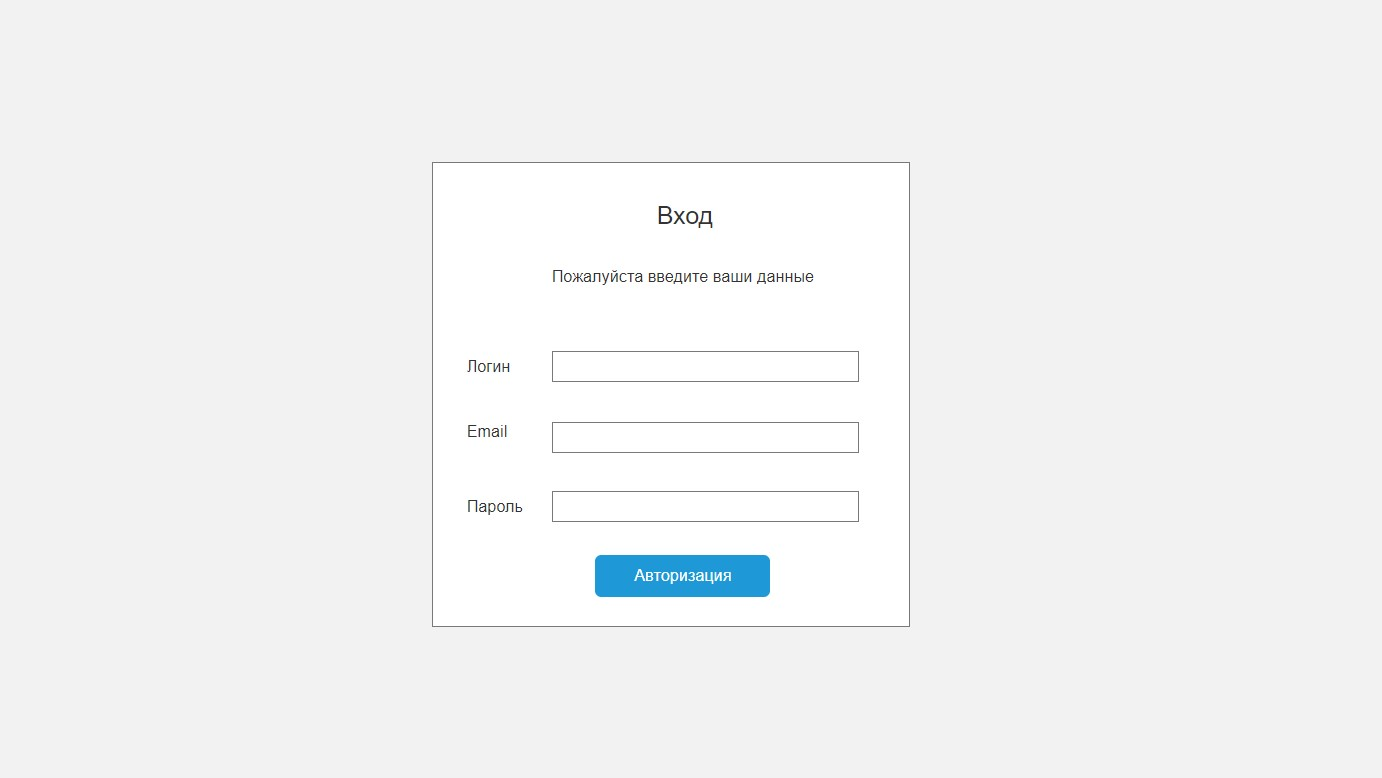 Вход
Пожалуйста введите ваши данные
Логин
Email
Пароль
Авторизация